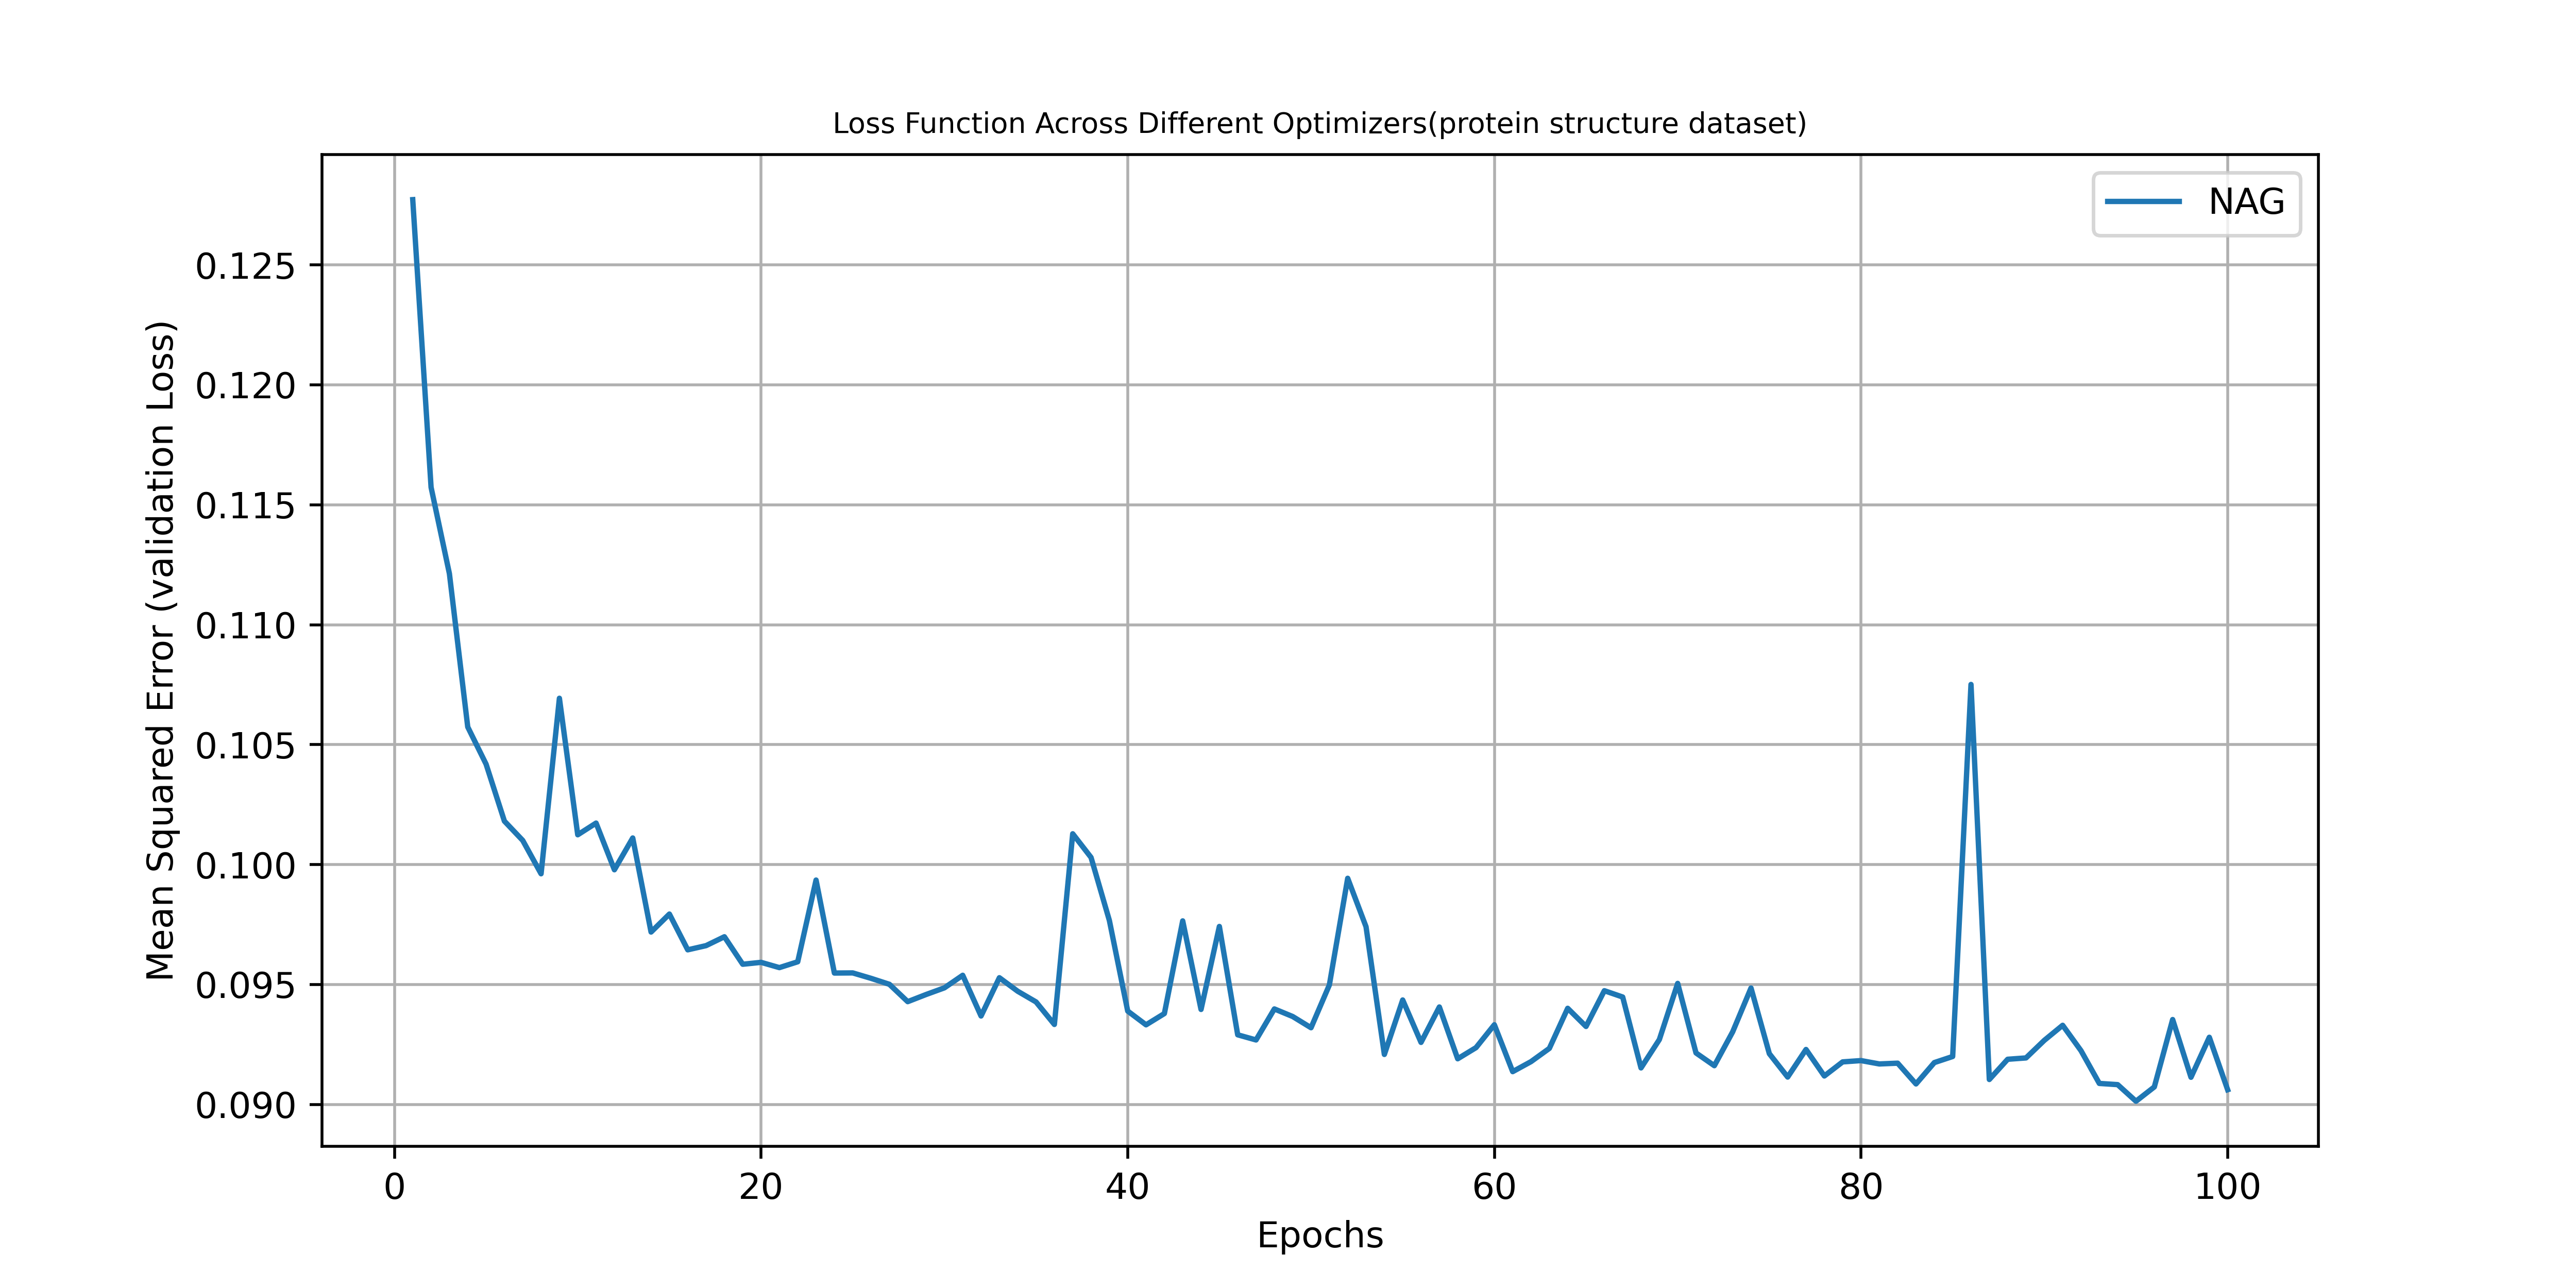 Loss Function Across Different Optimizers(protein structure dataset)
NAG
Mean Squared Error (validation Loss)
0.125
0.120
0.115
0.110
0.105
0.100
0.095
0.090
0 20 40 60 80 100
Epochs